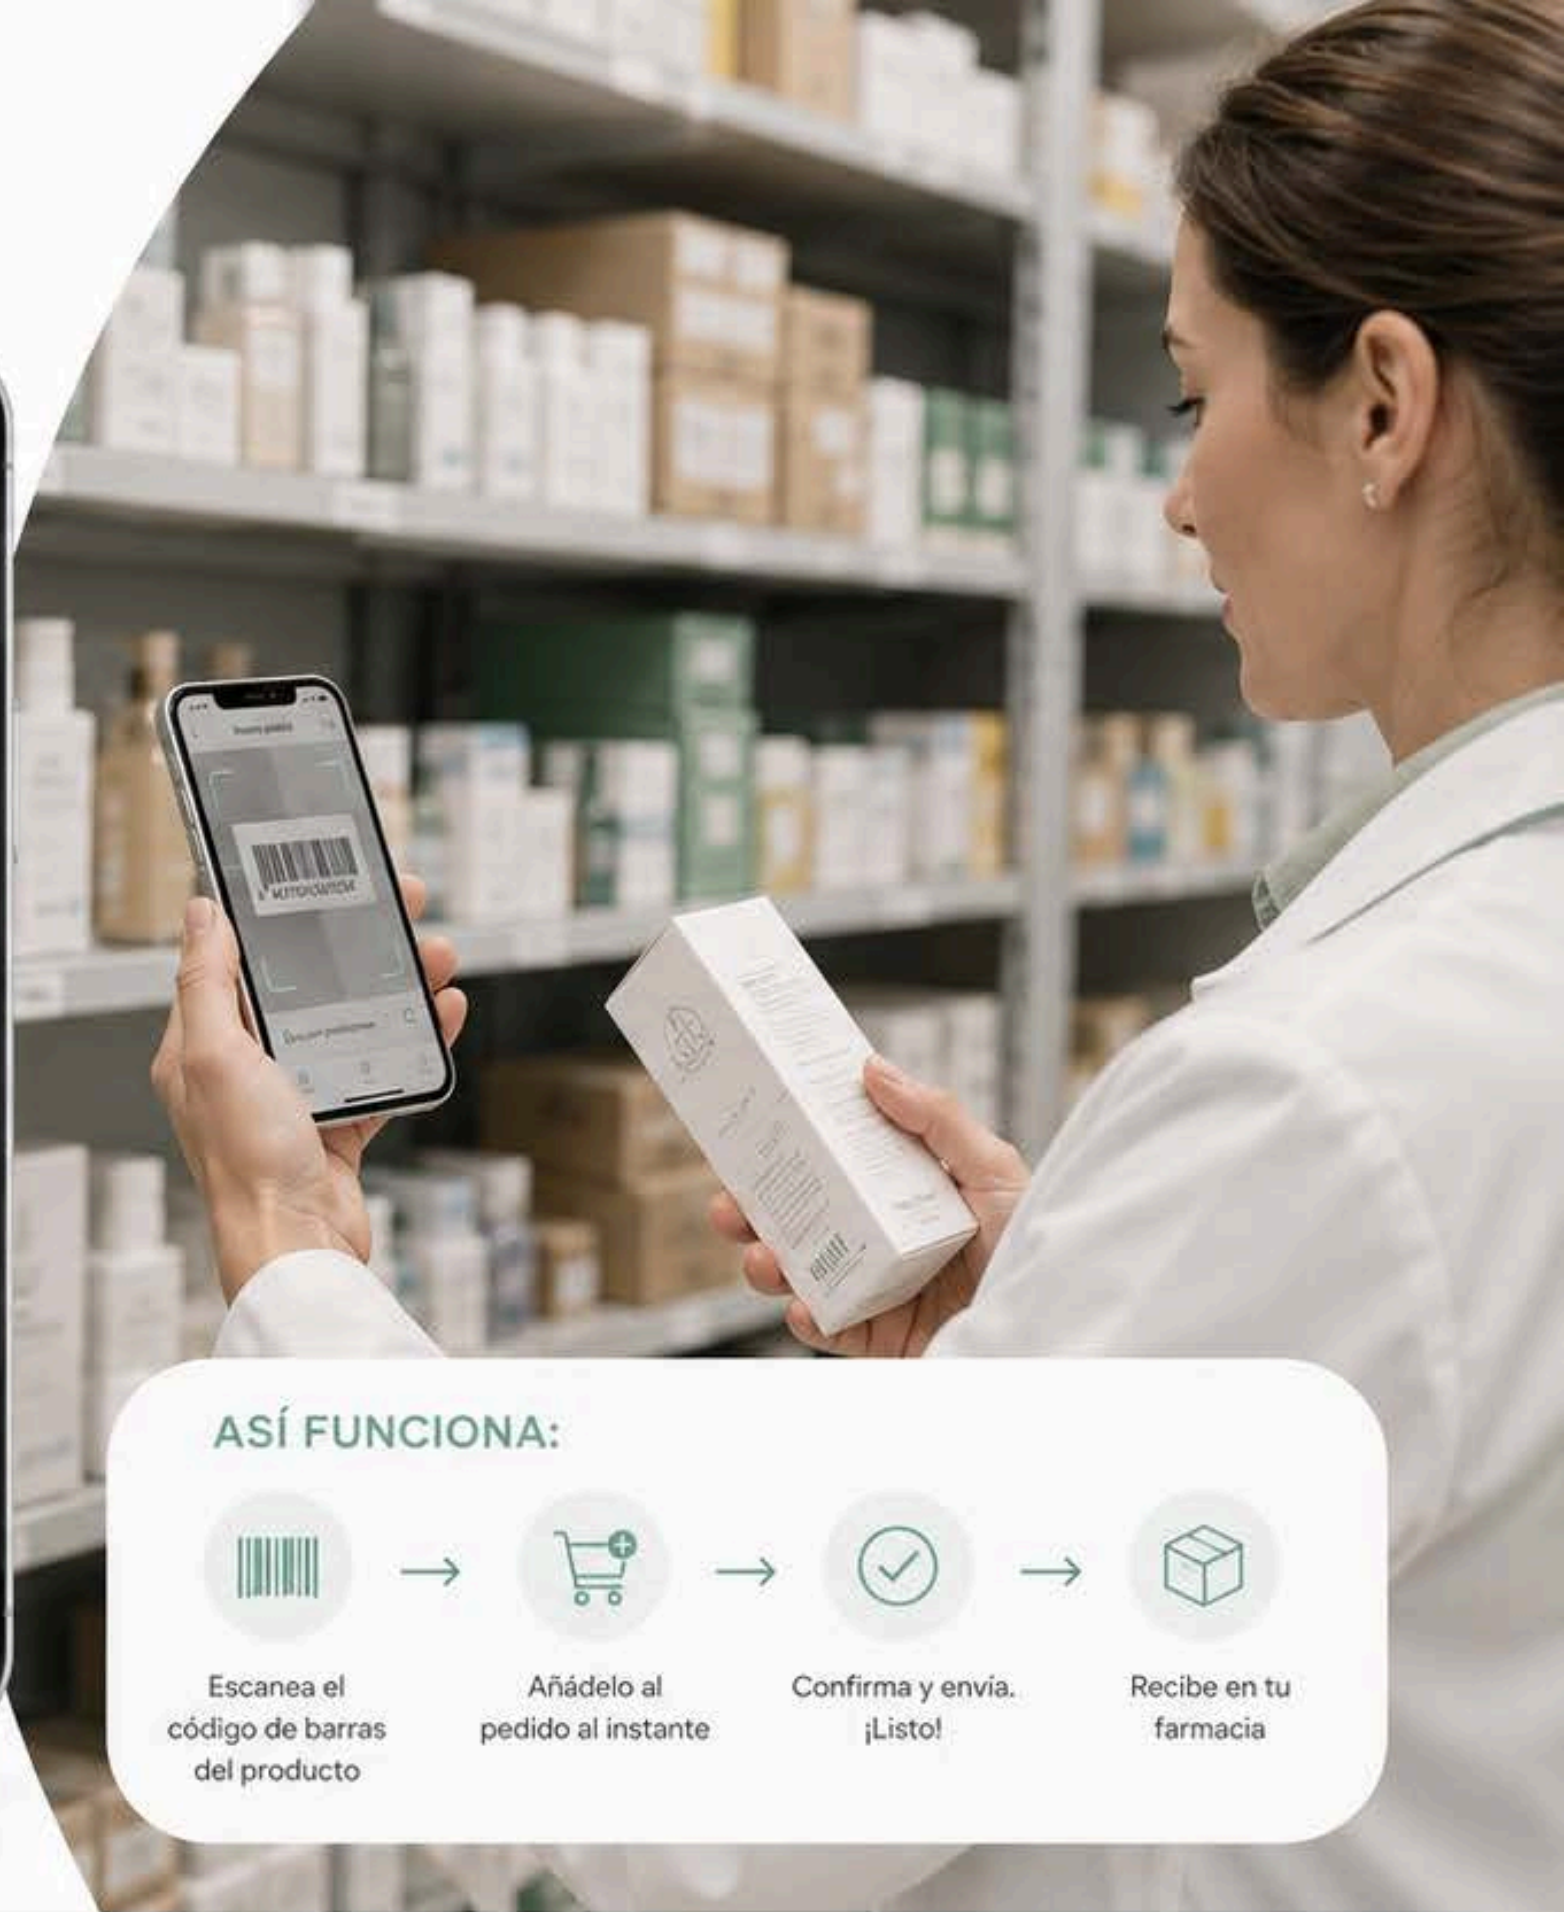 ASÍ FUNCIONA:
Escanea el
código de barras
del producto
Añádelo al
pedido al instante
Confirma y envía.
¡Listo!
Recibe en tu
farmacia